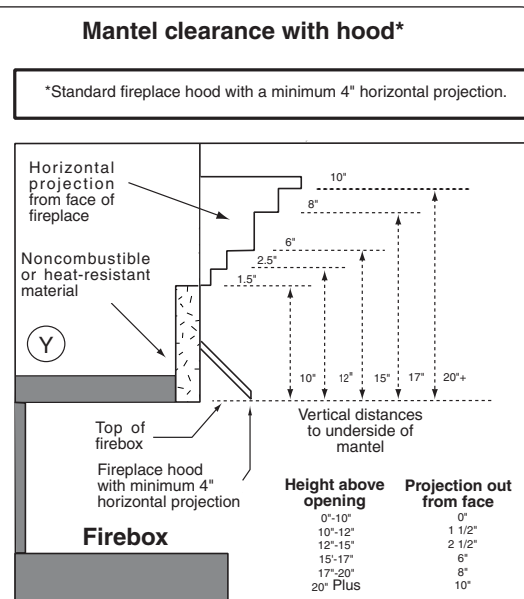 Mantel clearance with hood*
*Standard fireplace hood with a minimum 4" horizontal projection.
Horizontal
projection
from face of
fireplace
10"
8"
6"
2.5"
1.5"
Noncombustible
or heat-resistant
material
Y
10"
12"
15"
17"
20"+
Vertical distances
to underside of
mantel
Top of
firebox
Fireplace hood
with minimum 4"
horizontal projection
Firebox
Height above
opening
Projection out
from face
0"-10" 0"
10"-12" 1 1/2"
12"-15" 2 1/2"
15'-17" 6"
17"-20" 8"
20" Plus 10"